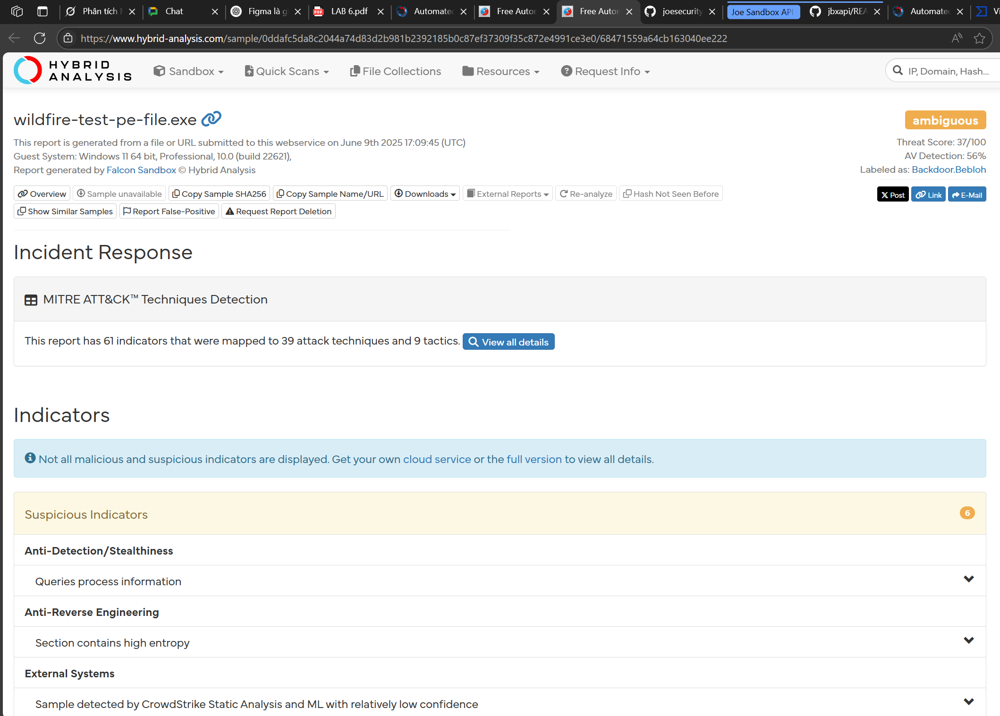 Phân tích
Chat
Figma là g
LAB 6.pdf
Automated
Free Autom
Free Autom
joesecurity
Joe Sandbox API
jbxapi/REA
Automated
Vi
https://www.hybrid-analysis.com/sample/0ddafc5da8c2044a74d83d2b981b2392185b0c87ef37309f35c872e4991ce3e0/68471559a64cb163040ee222
HYBRID
ANALYSIS
Sandbox
Quick Scans
File Collections
Resources
Request Info
IP, Domain, Hash...
wildfire-test-pe-file.exe
ambiguous
This report is generated from a file or URL submitted to this webservice on June 9th 2025 17:09:45 (UTC)
Threat Score: 37/100
Guest System: Windows 11 64 bit, Professional, 10.0 (build 22621),
AV Detection: 56%
Report generated by Falcon Sandbox © Hybrid Analysis
Labeled as: Backdoor.Bebloh
Overview
Sample unavailable
Copy Sample SHA256
Copy Sample Name/URL
Downloads
External Reports
Re-analyze
Hash Not Seen Before
Post
Link
E-Mail
Show Similar Samples
Report False-Positive
Request Report Deletion
Incident Response
MITRE ATT&CK™ Techniques Detection
This report has 61 indicators that were mapped to 39 attack techniques and 9 tactics. View all details
Indicators
Not all malicious and suspicious indicators are displayed. Get your own cloud service or the full version to view all details.
Suspicious Indicators
6
Anti-Detection/Stealthiness
Queries process information
Anti-Reverse Engineering
Section contains high entropy
External Systems
Sample detected by CrowdStrike Static Analysis and ML with relatively low confidence